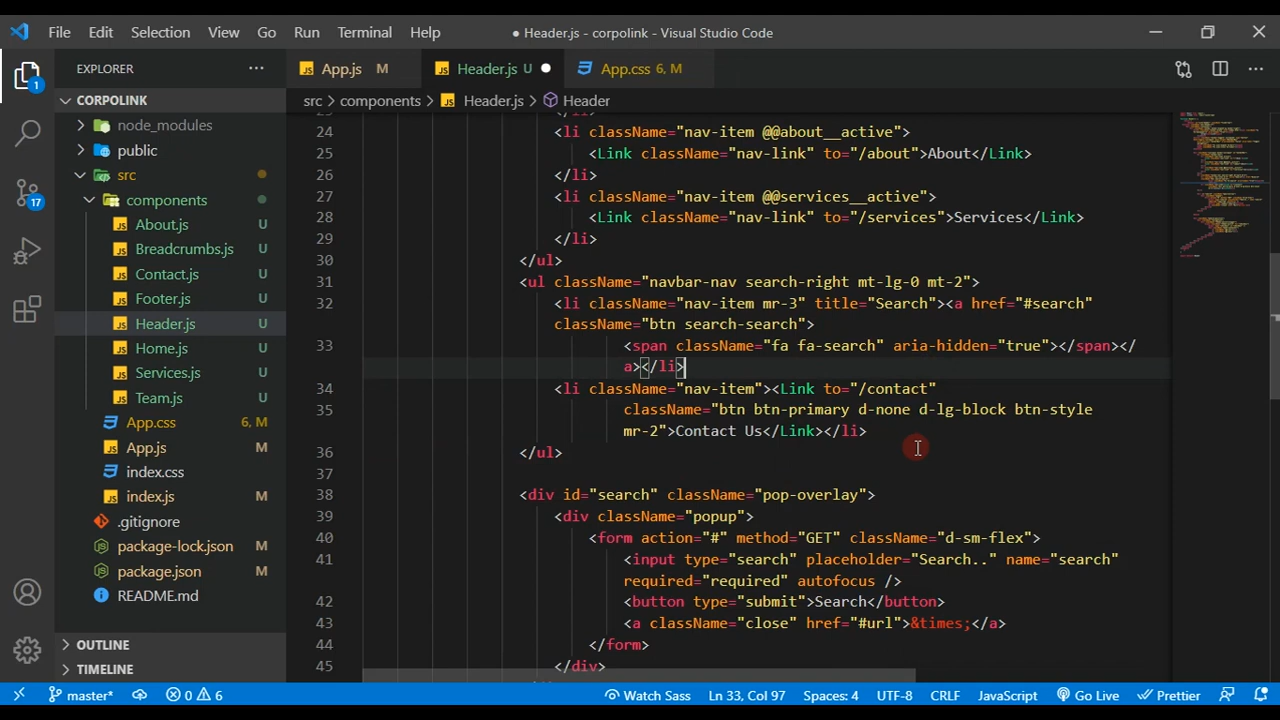 File Edit Selection View Go Run Terminal Help ● Header.js - corpolink - Visual Studio Code
EXPLORER ··· App.js M Header.js U ● App.css 6, M ···
1
CORPOLINK src > components > Header.js > Header
node_modules
public
src
17
components
About.js U
Breadcrumbs.js U
Contact.js U
Footer.js U
Header.js U
Home.js U
Services.js U
Team.js U
App.css 6, M
App.js M
index.css
index.js M
.gitignore
package-lock.json M
package.json M
README.md
OUTLINE
TIMELINE
24 <li className="nav-item @@about__active">
25 <Link className="nav-link" to="/about">About</Link>
26 </li>
27 <li className="nav-item @@services__active">
28 <Link className="nav-link" to="/services">Services</Link>
29 </li>
30 </ul>
31 <ul className="navbar-nav search-right mt-lg-0 mt-2">
32 <li className="nav-item mr-3" title="Search"><a href="#search"
className="btn search-search">
33 <span className="fa fa-search" aria-hidden="true"></span></
a></li>
34 <li className="nav-item"><Link to="/contact"
35 className="btn btn-primary d-none d-lg-block btn-style
mr-2">Contact Us</Link></li>
36 </ul>
37
38 <div id="search" className="pop-overlay">
39 <div className="popup">
40 <form action="#" method="GET" className="d-sm-flex">
41 <input type="search" placeholder="Search.." name="search"
required="required" autofocus />
42 <button type="submit">Search</button>
43 <a className="close" href="#url">&times;</a>
44 </form>
45 </div>
master* 0 6 Watch Sass Ln 33, Col 97 Spaces: 4 UTF-8 CRLF JavaScript Go Live Prettier